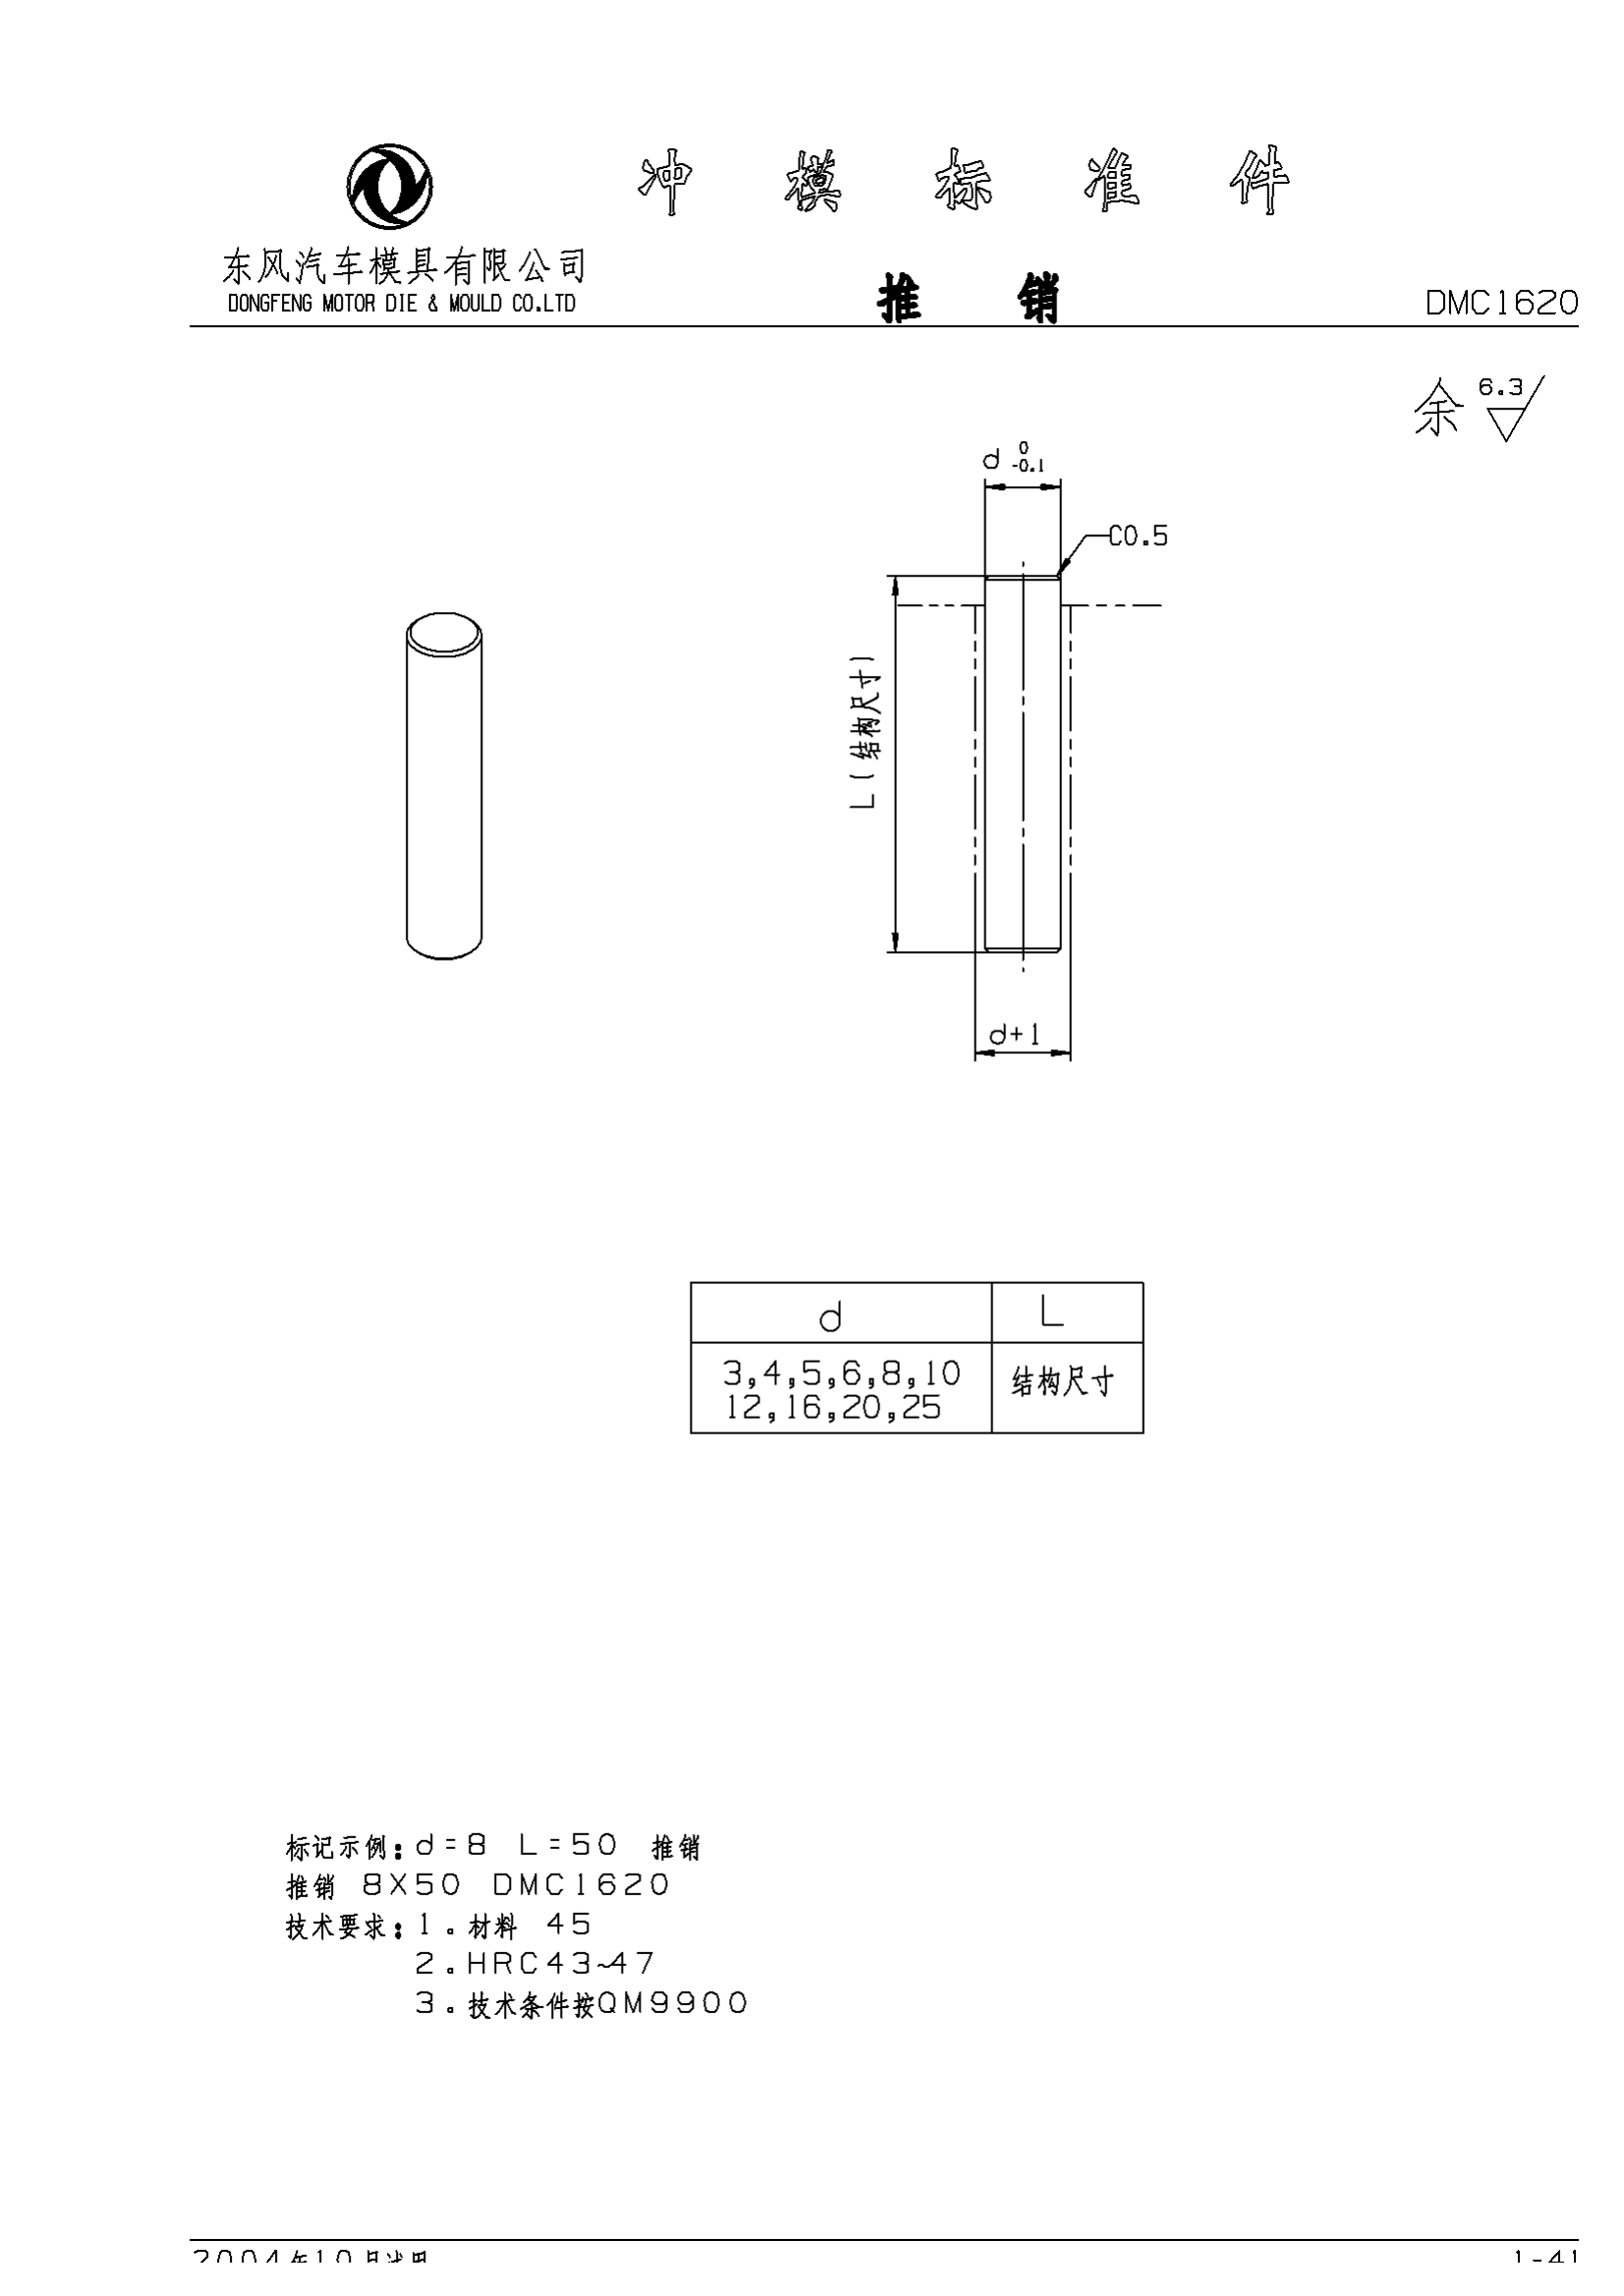 冲模标准件
东风汽车模具有限公司
DONGFENG MOTOR DIE & MOULD CO.LTD
推 销
DMC1620
余 6.3
d 0 -0.1
C0.5
L(结构尺寸)
d+1
d L
3,4,5,6,8,10
12,16,20,25
结构尺寸
标记示例:d=8 L=50 推销
推销 8X50 DMC1620
技术要求:1。材料 45
2。HRC43~47
3。技术条件按QM9900
2004年10月
1-41